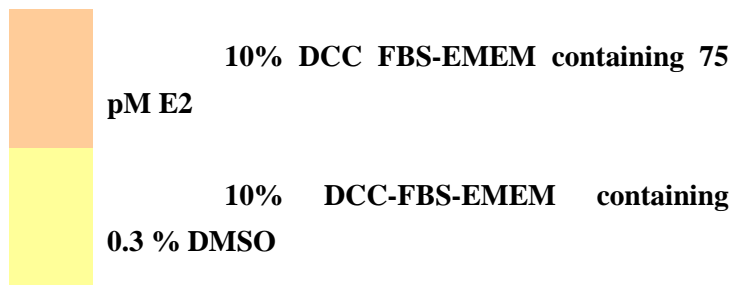 10% DCC FBS-EMEM containing 75
pM E2
10% DCC-FBS-EMEM containing
0.3 % DMSO